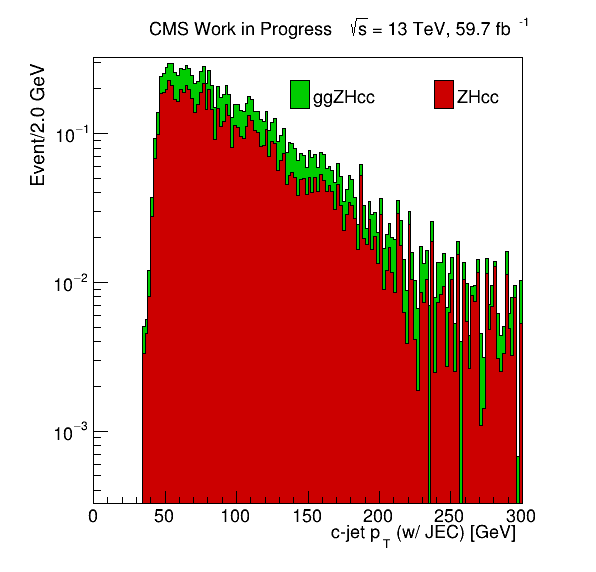 CMS Work in Progress √s = 13 TeV, 59.7 fb⁻¹
Event/2.0 GeV
ggZHcc ZHcc
10⁻¹
10⁻²
10⁻³
0 50 100 150 200 250 300
c-jet p_T (w/ JEC) [GeV]